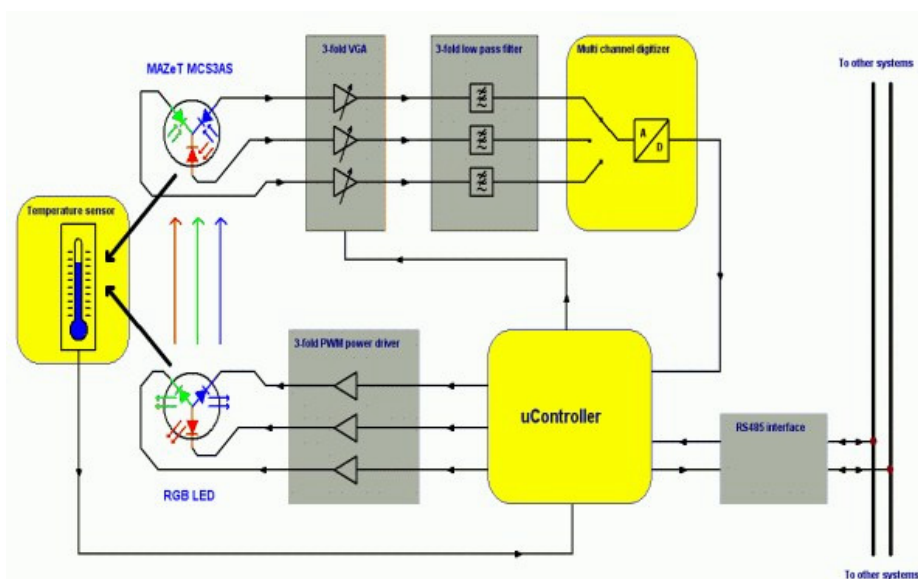 3-fold VGA
3-fold low pass filter
Multi channel digitizer
To other systems
MAZeT MCS3AS
A
D
Temperature sensor
3-fold PWM power driver
uController
RS485 interface
RGB LED
To other systems